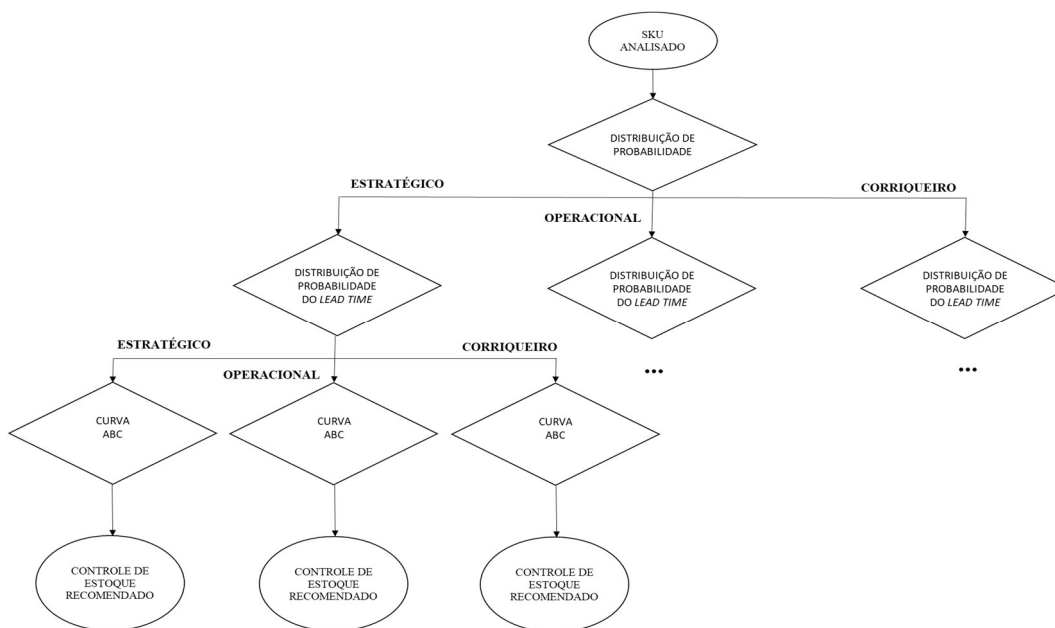 SKU
ANALISADO
DISTRIBUIÇÃO DE
PROBABILIDADE
ESTRATÉGICO
CORRIQUEIRO
OPERACIONAL
DISTRIBUIÇÃO DE
PROBABILIDADE
DO LEAD TIME
DISTRIBUIÇÃO DE
PROBABILIDADE
DO LEAD TIME
DISTRIBUIÇÃO DE
PROBABILIDADE
DO LEAD TIME
ESTRATÉGICO
CORRIQUEIRO
OPERACIONAL
...
...
CURVA
ABC
CURVA
ABC
CURVA
ABC
CONTROLE DE
ESTOQUE
RECOMENDADO
CONTROLE DE
ESTOQUE
RECOMENDADO
CONTROLE DE
ESTOQUE
RECOMENDADO